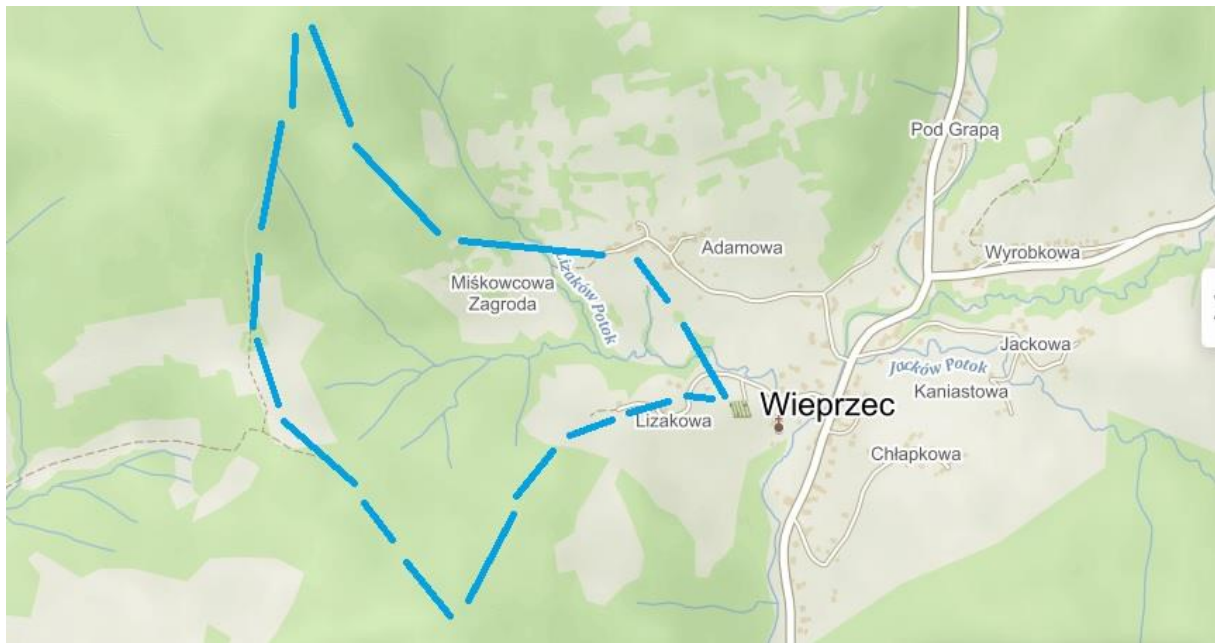 Pod Grapą
Adamowa
Wyrobkowa
Miśkowcowa
Zagroda
Lizaków Potok
Jackowa
Jacków Potok
Kaniastowa
Wieprzec
Lizakowa
Chłapkowa